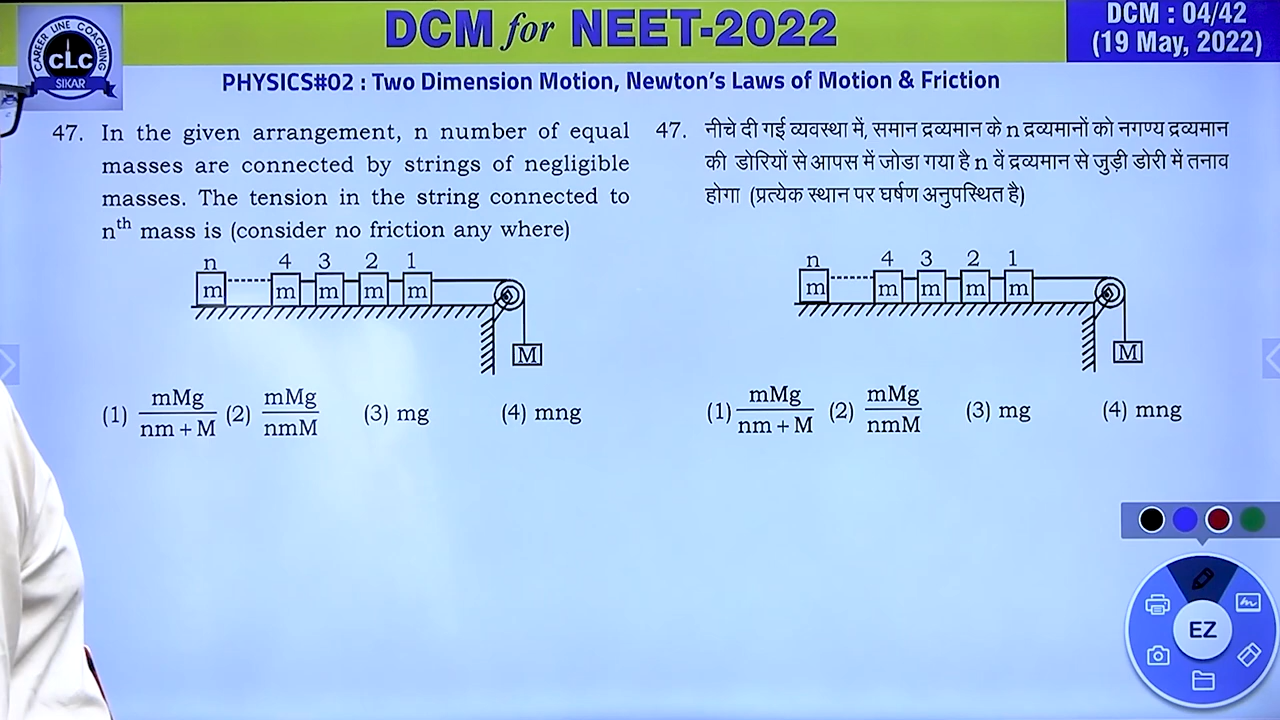 CAREER LINE COACHING
CLC
SIKAR
DCM for NEET-2022
DCM : 04/42
(19 May, 2022)
PHYSICS#02 : Two Dimension Motion, Newton's Laws of Motion & Friction
47. In the given arrangement, n number of equal
masses are connected by strings of negligible
masses. The tension in the string connected to
nth mass is (consider no friction any where)
n 4 3 2 1
m m m m m
M
(1) mMg/nm + M (2) mMg/nmM (3) mg (4) mng
47. नीचे दी गई व्यवस्था में, समान द्रव्यमान के n द्रव्यमानों को नगण्य द्रव्यमान
की डोरियों से आपस में जोडा गया है n वें द्रव्यमान से जुड़ी डोरी में तनाव
होगा (प्रत्येक स्थान पर घर्षण अनुपस्थित है)
n 4 3 2 1
m m m m m
M
(1) mMg/nm + M (2) mMg/nmM (3) mg (4) mng
EZ